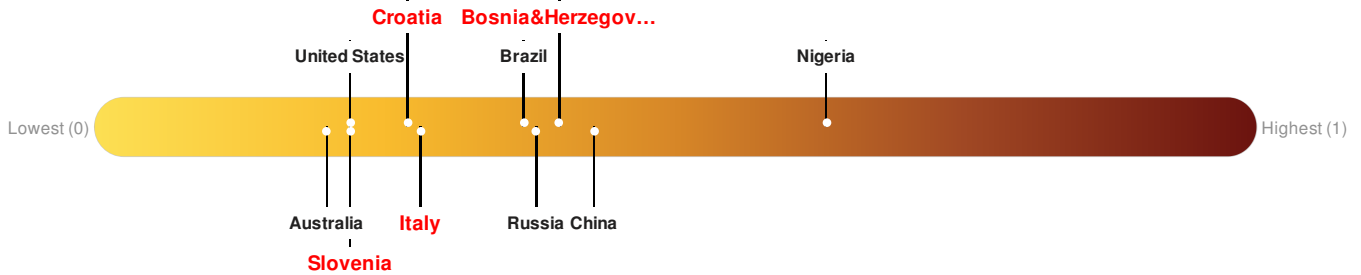 Croatia Bosnia&Herzegov...
United States Brazil Nigeria
Lowest (0) Highest (1)
Australia Italy Russia China
Slovenia